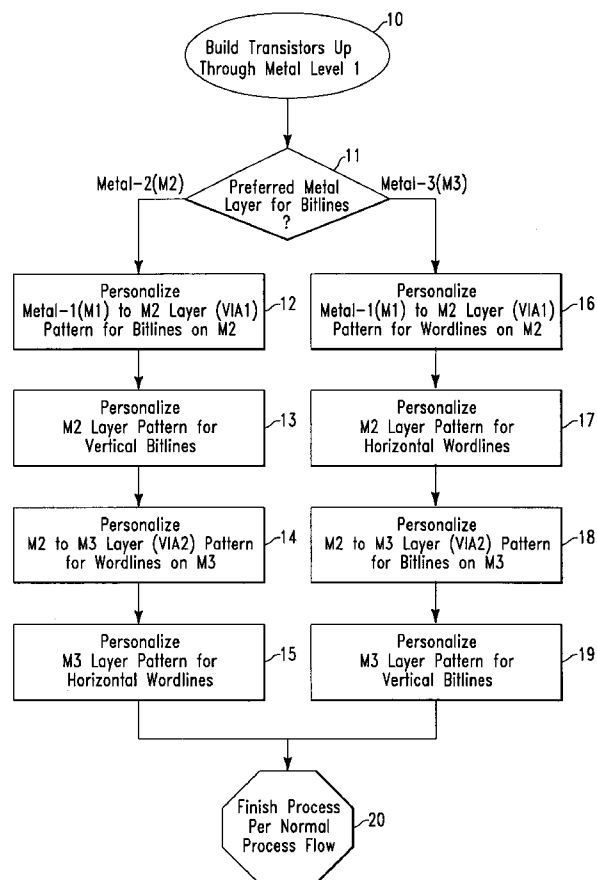 10
Build Transistors Up
Through Metal Level 1
11
Metal-2(M2)
Preferred Metal
Layer for Bitlines
?
Metal-3(M3)
Personalize
Metal-1(M1) to M2 Layer (VIA1)
Pattern for Bitlines on M2
12
Personalize
M2 Layer Pattern for
Vertical Bitlines
13
Personalize
M2 to M3 Layer (VIA2) Pattern
for Wordlines on M3
14
Personalize
M3 Layer Pattern for
Horizontal Wordlines
15
Personalize
Metal-1(M1) to M2 Layer (VIA1)
Pattern for Wordlines on M2
16
Personalize
M2 Layer Pattern for
Horizontal Wordlines
17
Personalize
M2 to M3 Layer (VIA2) Pattern
for Bitlines on M3
18
Personalize
M3 Layer Pattern for
Vertical Bitlines
19
Finish Process
Per Normal
Process Flow
20